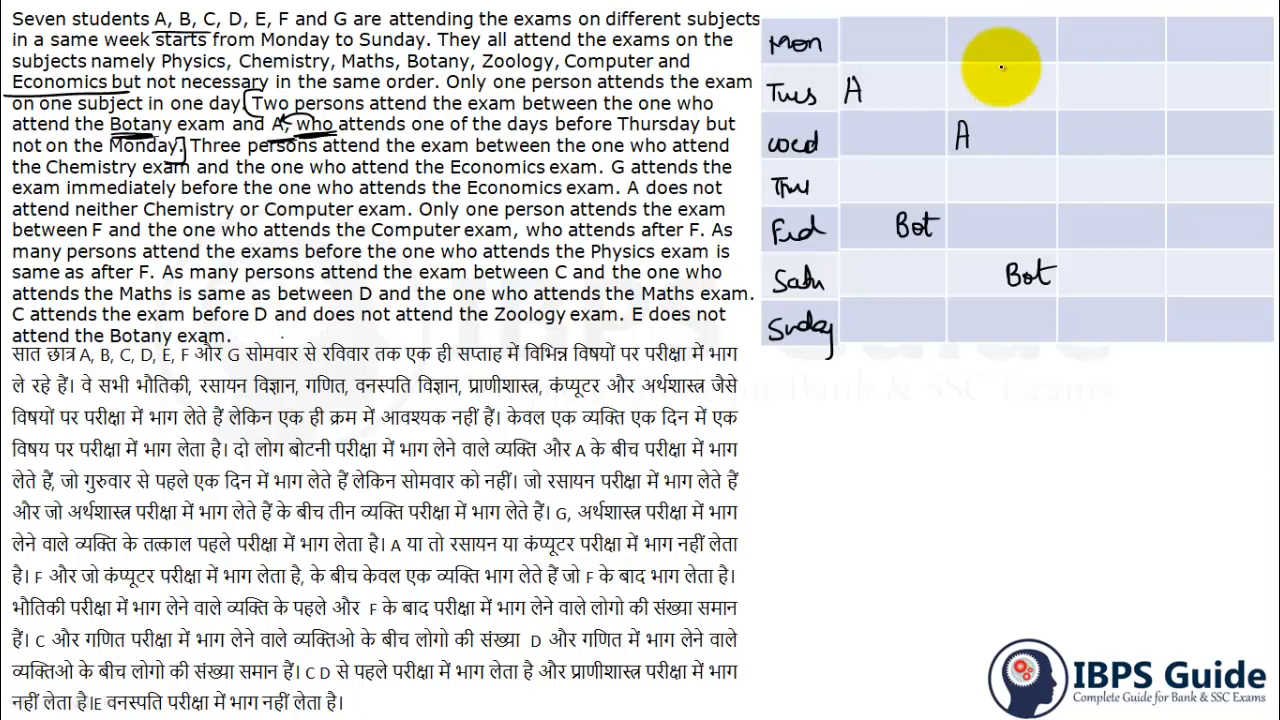 Seven students A, B, C, D, E, F and G are attending the exams on different subjects
in a same week starts from Monday to Sunday. They all attend the exams on the
subjects namely Physics, Chemistry, Maths, Botany, Zoology, Computer and
Economics but not necessary in the same order. Only one person attends the exam
on one subject in one day. Two persons attend the exam between the one who
attend the Botany exam and A, who attends one of the days before Thursday but
not on the Monday. Three persons attend the exam between the one who attend
the Chemistry exam and the one who attend the Economics exam. G attends the
exam immediately before the one who attends the Economics exam. A does not
attend neither Chemistry or Computer exam. Only one person attends the exam
between F and the one who attends the Computer exam, who attends after F. As
many persons attend the exams before the one who attends the Physics exam is
same as after F. As many persons attend the exam between C and the one who
attends the Maths is same as between D and the one who attends the Maths exam.
C attends the exam before D and does not attend the Zoology exam. E does not
attend the Botany exam.
सात छात्र A, B, C, D, E, F और G सोमवार से रविवार तक एक ही सप्ताह में विभिन्न विषयों पर परीक्षा में भाग
ले रहे हैं। वे सभी भौतिकी, रसायन विज्ञान, गणित, वनस्पति विज्ञान, प्राणीशास्त्र, कंप्यूटर और अर्थशास्त्र जैसे
विषयों पर परीक्षा में भाग लेते हैं लेकिन एक ही क्रम में आवश्यक नहीं हैं। केवल एक व्यक्ति एक दिन में एक
विषय पर परीक्षा में भाग लेता है। दो लोग बोटनी परीक्षा में भाग लेने वाले व्यक्ति और A के बीच परीक्षा में भाग
लेते हैं, जो गुरुवार से पहले एक दिन में भाग लेते हैं लेकिन सोमवार को नहीं। जो रसायन परीक्षा में भाग लेते हैं
और जो अर्थशास्त्र परीक्षा में भाग लेते हैं के बीच तीन व्यक्ति परीक्षा में भाग लेते हैं। G, अर्थशास्त्र परीक्षा में भाग
लेने वाले व्यक्ति के तत्काल पहले परीक्षा में भाग लेता है। A या तो रसायन या कंप्यूटर परीक्षा में भाग नहीं लेता
है। F और जो कंप्यूटर परीक्षा में भाग लेता है, के बीच केवल एक व्यक्ति भाग लेते हैं जो F के बाद भाग लेता है।
भौतिकी परीक्षा में भाग लेने वाले व्यक्ति के पहले और F के बाद परीक्षा में भाग लेने वाले लोगो की संख्या समान
हैं। C और गणित परीक्षा में भाग लेने वाले व्यक्तिओ के बीच लोगो की संख्या D और गणित में भाग लेने वाले
व्यक्तिओ के बीच लोगो की संख्या समान हैं। C D से पहले परीक्षा में भाग लेता है और प्राणीशास्त्र परीक्षा में भाग
नहीं लेता है।E वनस्पति परीक्षा में भाग नहीं लेता है।
Mon
Tues A
wed A
Thu
Frd Bot
Satu Bot
Sunday
IBPS Guide
Complete Guide for Bank & SSC Exams